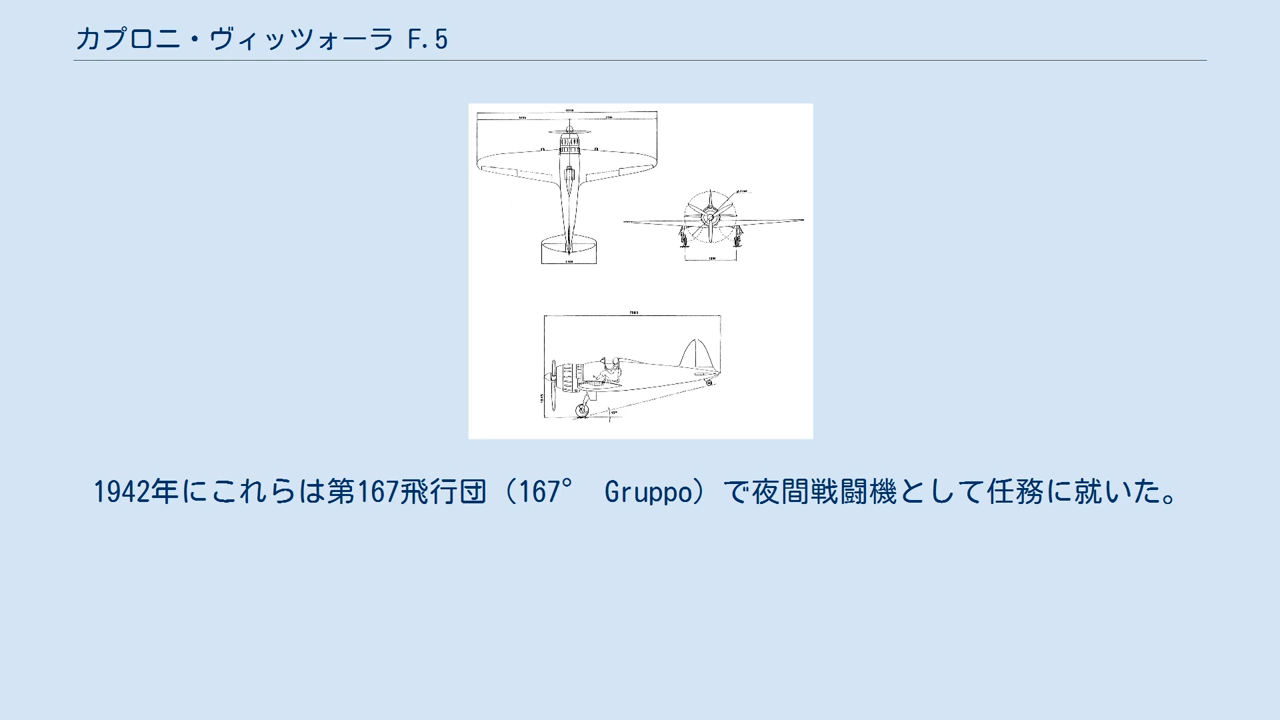 カプロニ・ヴィッツォーラ F.5
1942年にこれらは第167飛行団（167° Gruppo）で夜間戦闘機として任務に就いた。